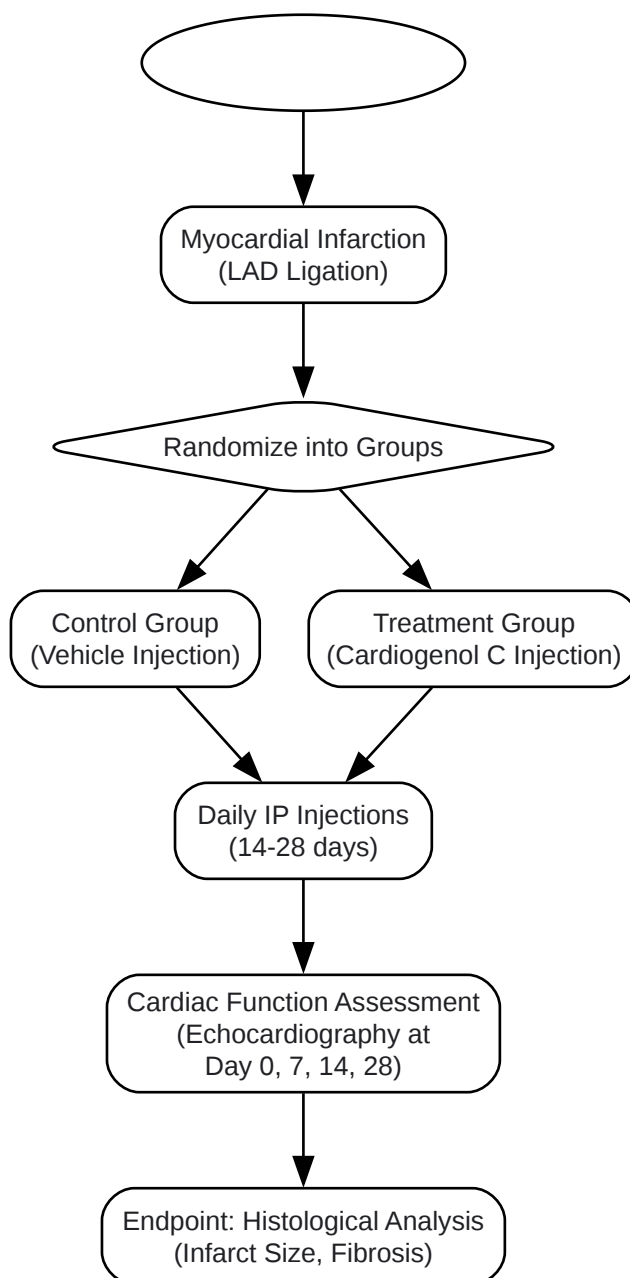 Myocardial Infarction
(LAD Ligation)
Randomize into Groups
Control Group
(Vehicle Injection)
Treatment Group
(Cardiogenol C Injection)
Daily IP Injections
(14-28 days)
Cardiac Function Assessment
(Echocardiography at
Day 0, 7, 14, 28)
Endpoint: Histological Analysis
(Infarct Size, Fibrosis)